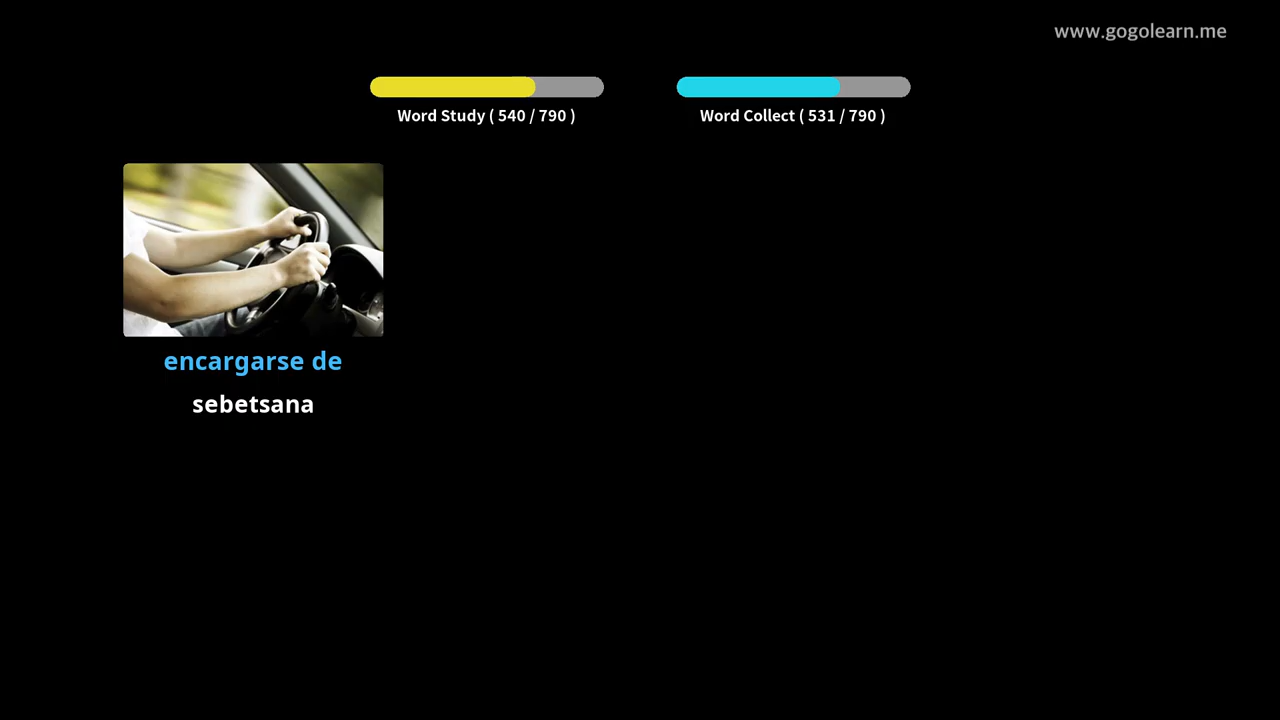 www.gogolearn.me
Word Study ( 540 / 790 )
Word Collect ( 531 / 790 )
encargarse de
sebetsana